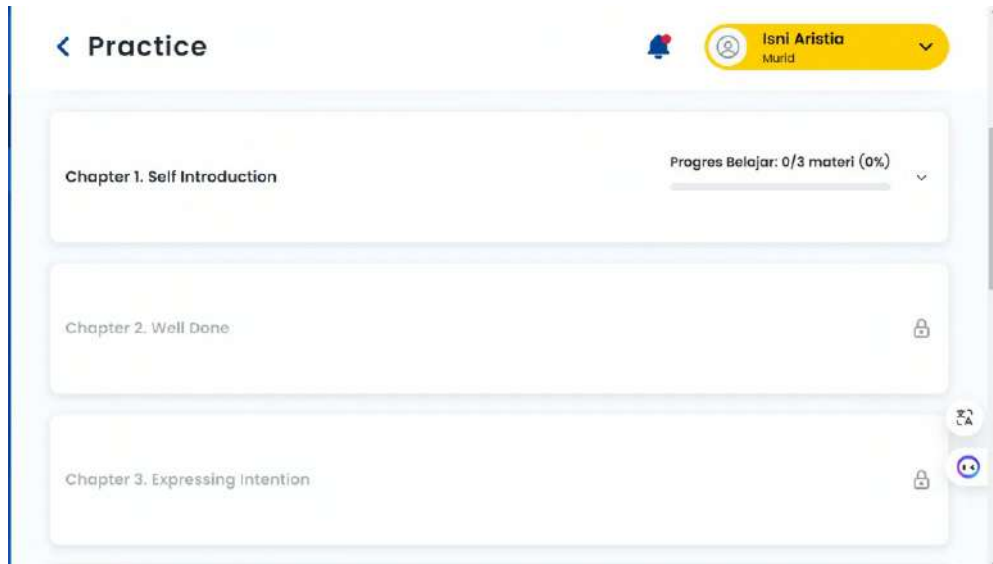 Practice
Isni Aristia
Murid
Chapter 1. Self Introduction
Progres Belajar: 0/3 materi (0%)
Chapter 2. Well Done
Chapter 3. Expressing Intention